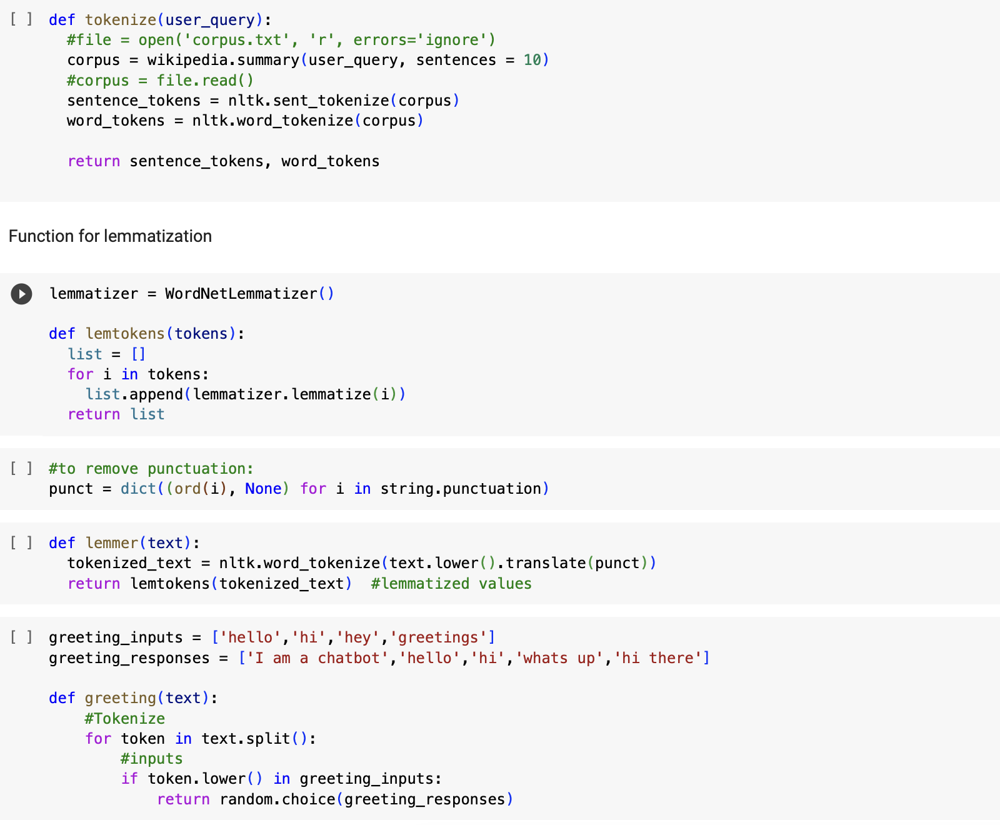 [ ] def tokenize(user_query):
  #file = open('corpus.txt', 'r', errors='ignore')
  corpus = wikipedia.summary(user_query, sentences = 10)
  #corpus = file.read()
  sentence_tokens = nltk.sent_tokenize(corpus)
  word_tokens = nltk.word_tokenize(corpus)
  return sentence_tokens, word_tokens
Function for lemmatization
lemmatizer = WordNetLemmatizer()
def lemtokens(tokens):
  list = []
  for i in tokens:
    list.append(lemmatizer.lemmatize(i))
  return list
[ ] #to remove punctuation:
punct = dict((ord(i), None) for i in string.punctuation)
[ ] def lemmer(text):
  tokenized_text = nltk.word_tokenize(text.lower().translate(punct))
  return lemtokens(tokenized_text)  #lemmatized values
[ ] greeting_inputs = ['hello','hi','hey','greetings']
greeting_responses = ['I am a chatbot','hello','hi','whats up','hi there']
def greeting(text):
    #Tokenize
    for token in text.split():
        #inputs
        if token.lower() in greeting_inputs:
            return random.choice(greeting_responses)